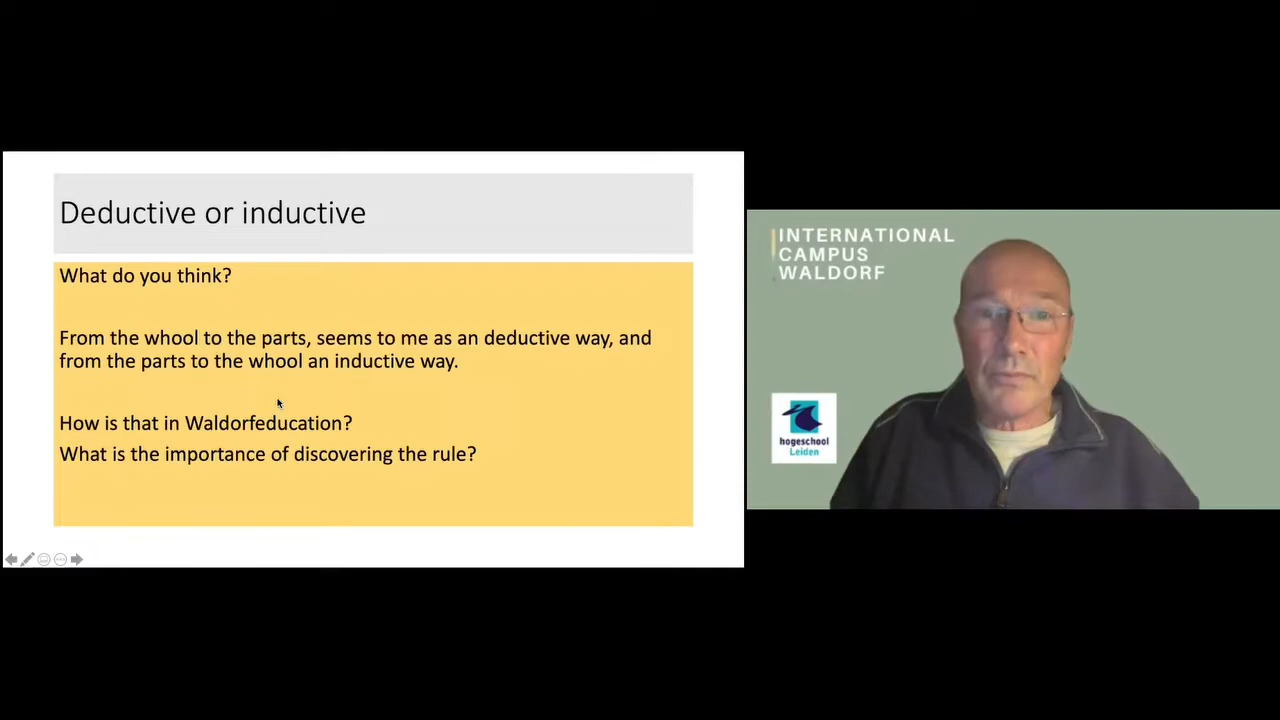 Deductive or inductive
What do you think?
From the whool to the parts, seems to me as an deductive way, and
from the parts to the whool an inductive way.
How is that in Waldorfeducation?
What is the importance of discovering the rule?
INTERNATIONAL
CAMPUS
WALDORF
hogeschool
Leiden